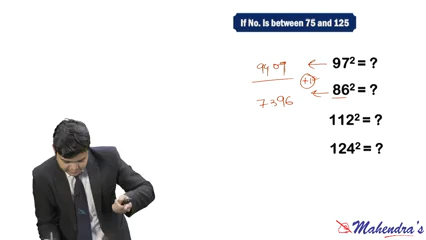 If No. Is between 75 and 125
9409
97² = ?
+1
86² = ?
7396
112² = ?
124² = ?
Mahendra's